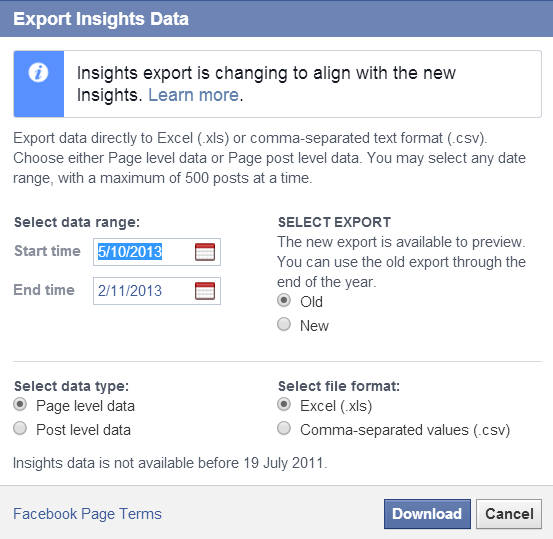 Export Insights Data
Insights export is changing to align with the new
Insights. Learn more.
Export data directly to Excel (.xls) or comma-separated text format (.csv).
Choose either Page level data or Page post level data. You may select any date
range, with a maximum of 500 posts at a time.
Select data range:
Start time 5/10/2013
End time 2/11/2013
SELECT EXPORT
The new export is available to preview.
You can use the old export through the
end of the year.
Old
New
Select data type:
Page level data
Post level data
Select file format:
Excel (.xls)
Comma-separated values (.csv)
Insights data is not available before 19 July 2011.
Facebook Page Terms
Download
Cancel